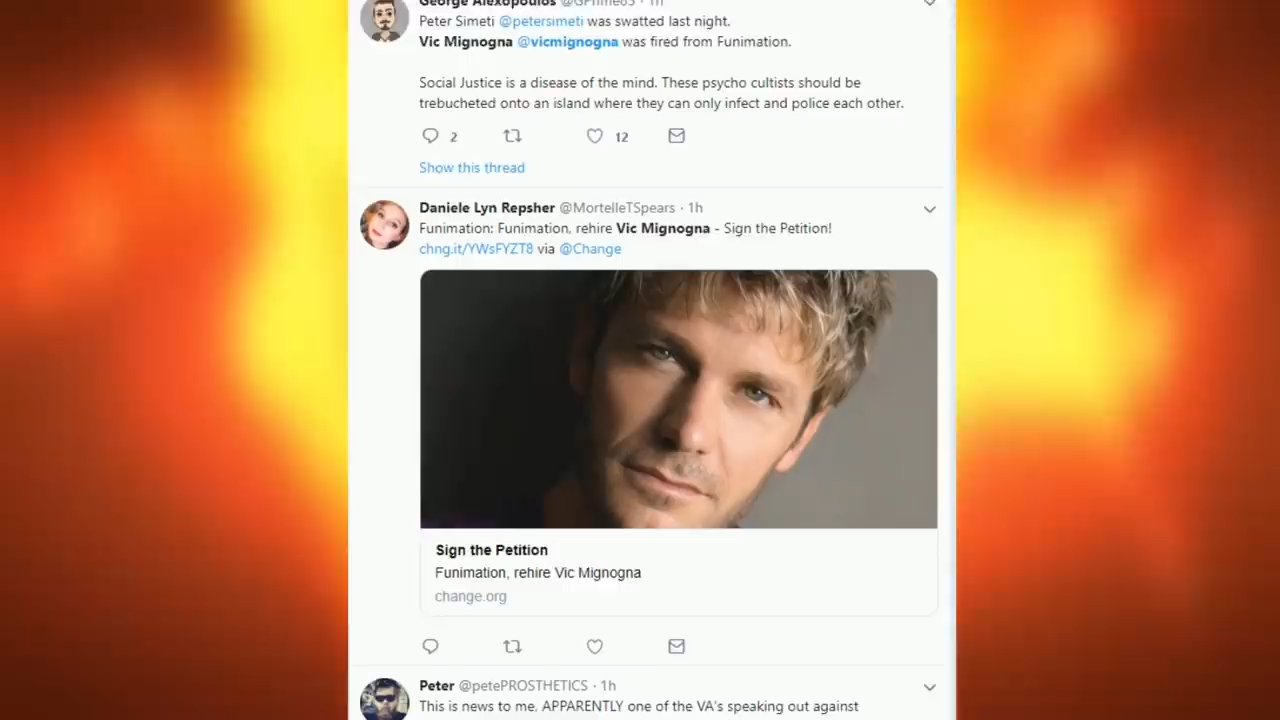 George Alexopoulos @GPrime85 · 1h
Peter Simeti @petersimeti was swatted last night.
Vic Mignogna @vicmignogna was fired from Funimation.
Social Justice is a disease of the mind. These psycho cultists should be
trebucheted onto an island where they can only infect and police each other.
2 12
Show this thread
Daniele Lyn Repsher @MortelleTSpears · 1h
Funimation: Funimation, rehire Vic Mignogna - Sign the Petition!
chng.it/YWsFYZT8 via @Change
Sign the Petition
Funimation, rehire Vic Mignogna
change.org
Peter @petePROSTHETICS · 1h
This is news to me, APPARENTLY one of the VA's speaking out against